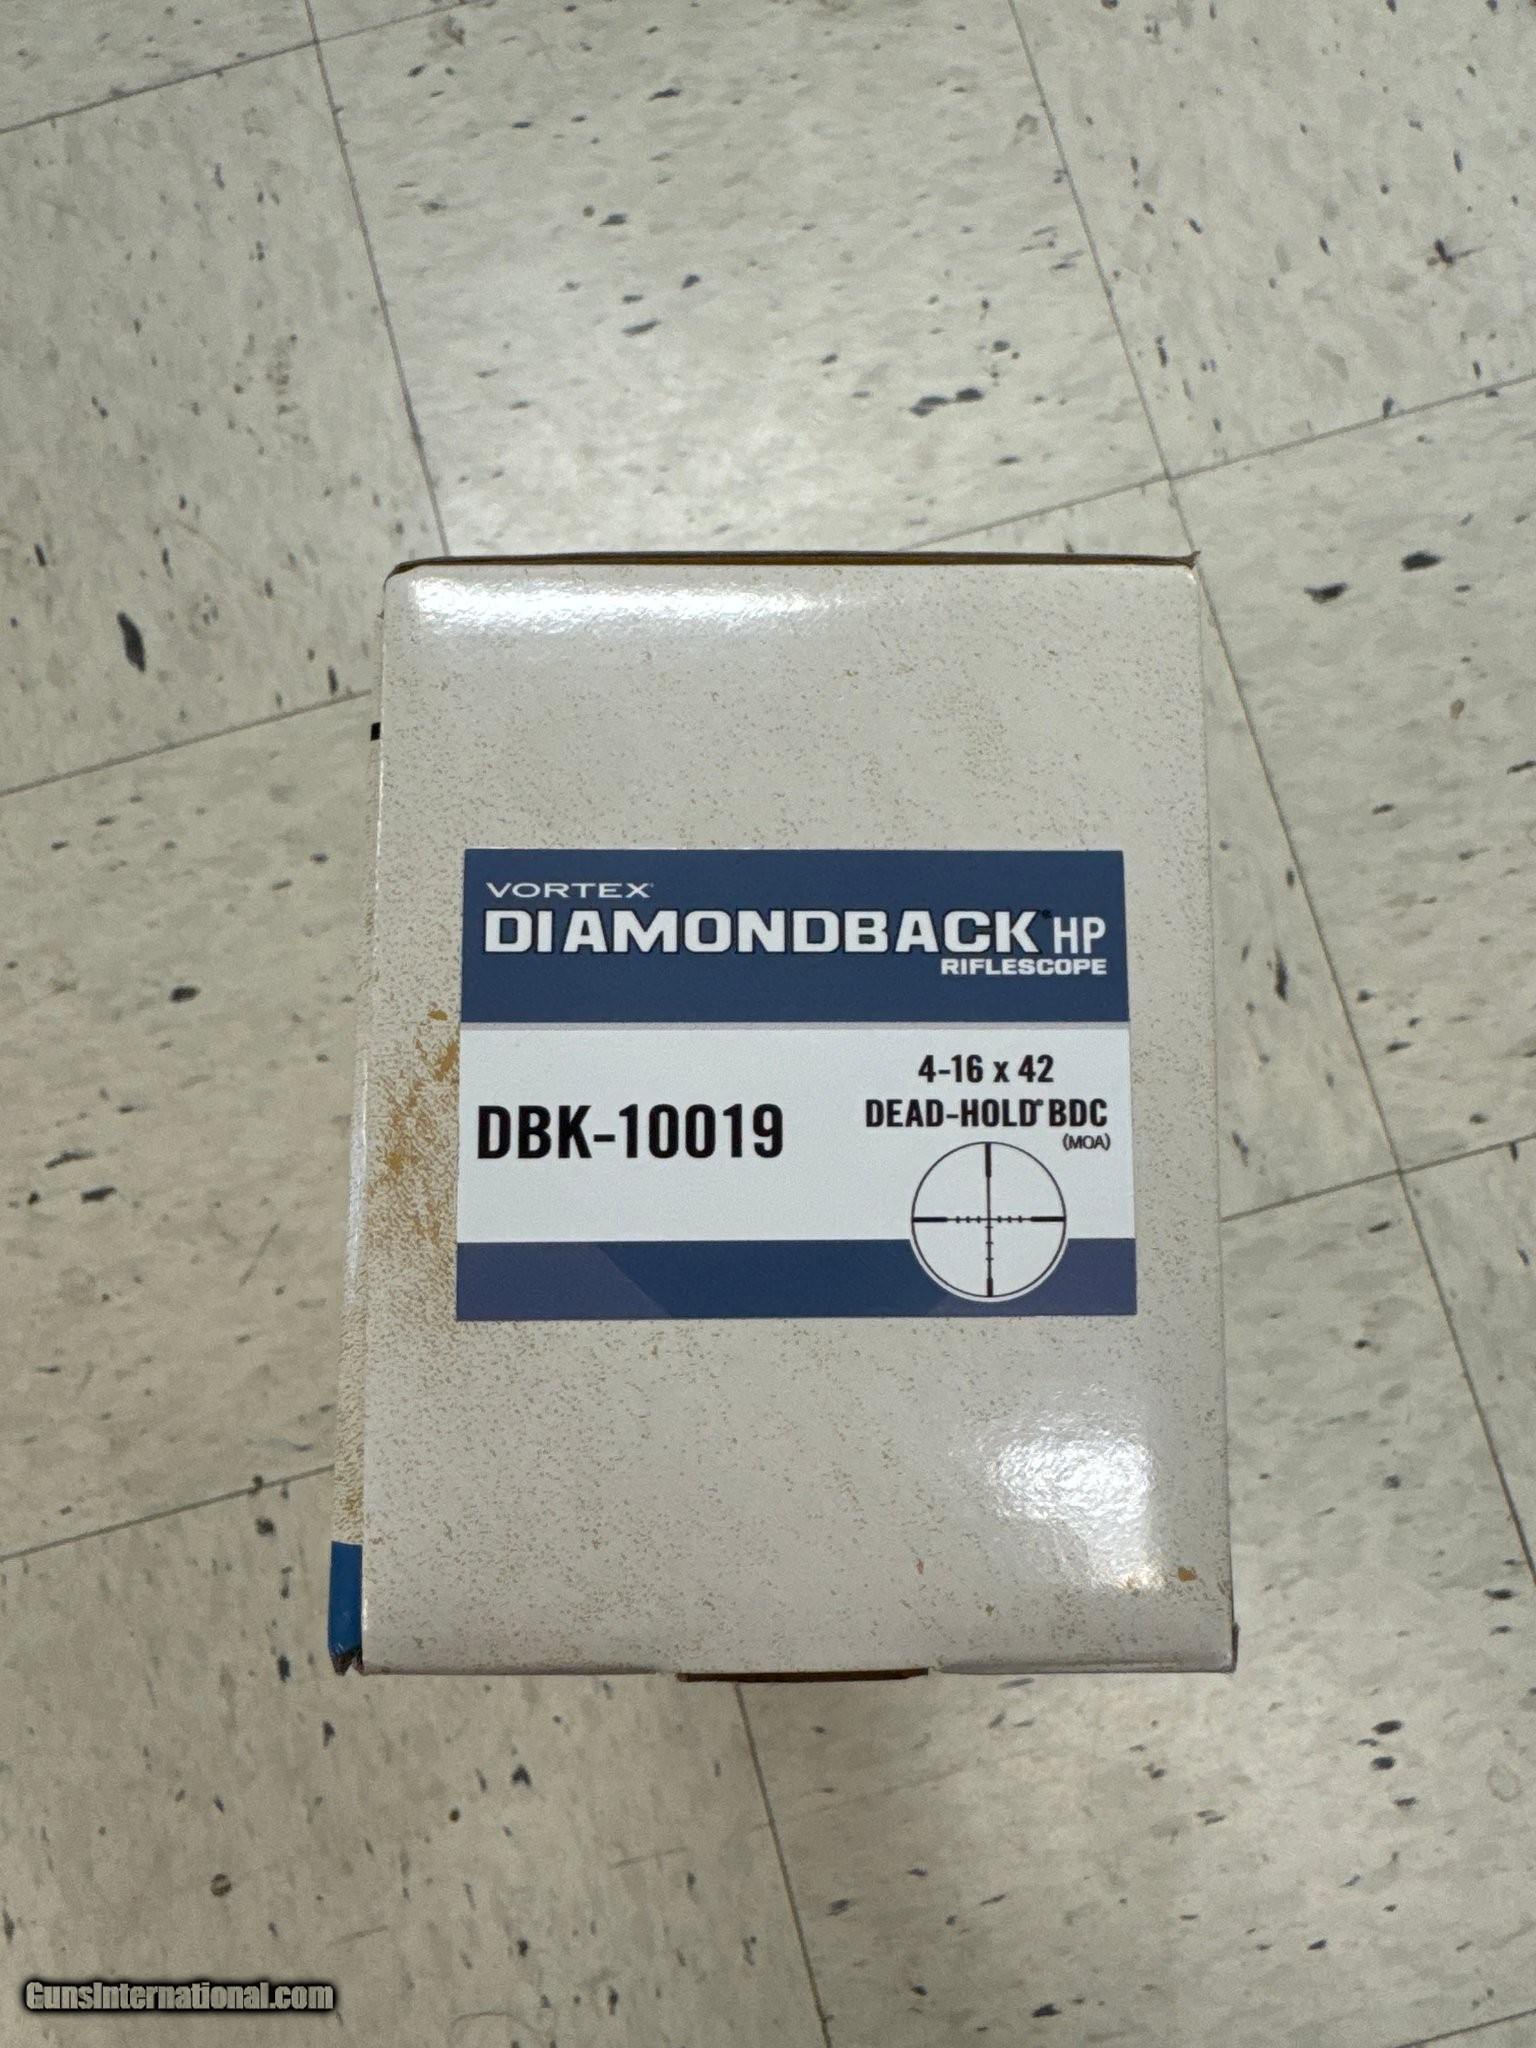 VORTEX®
DIAMONDBACK® HP
RIFLESCOPE
DBK-10019
4-16 x 42
DEAD-HOLD® BDC
(MOA)
GunsInternational.com